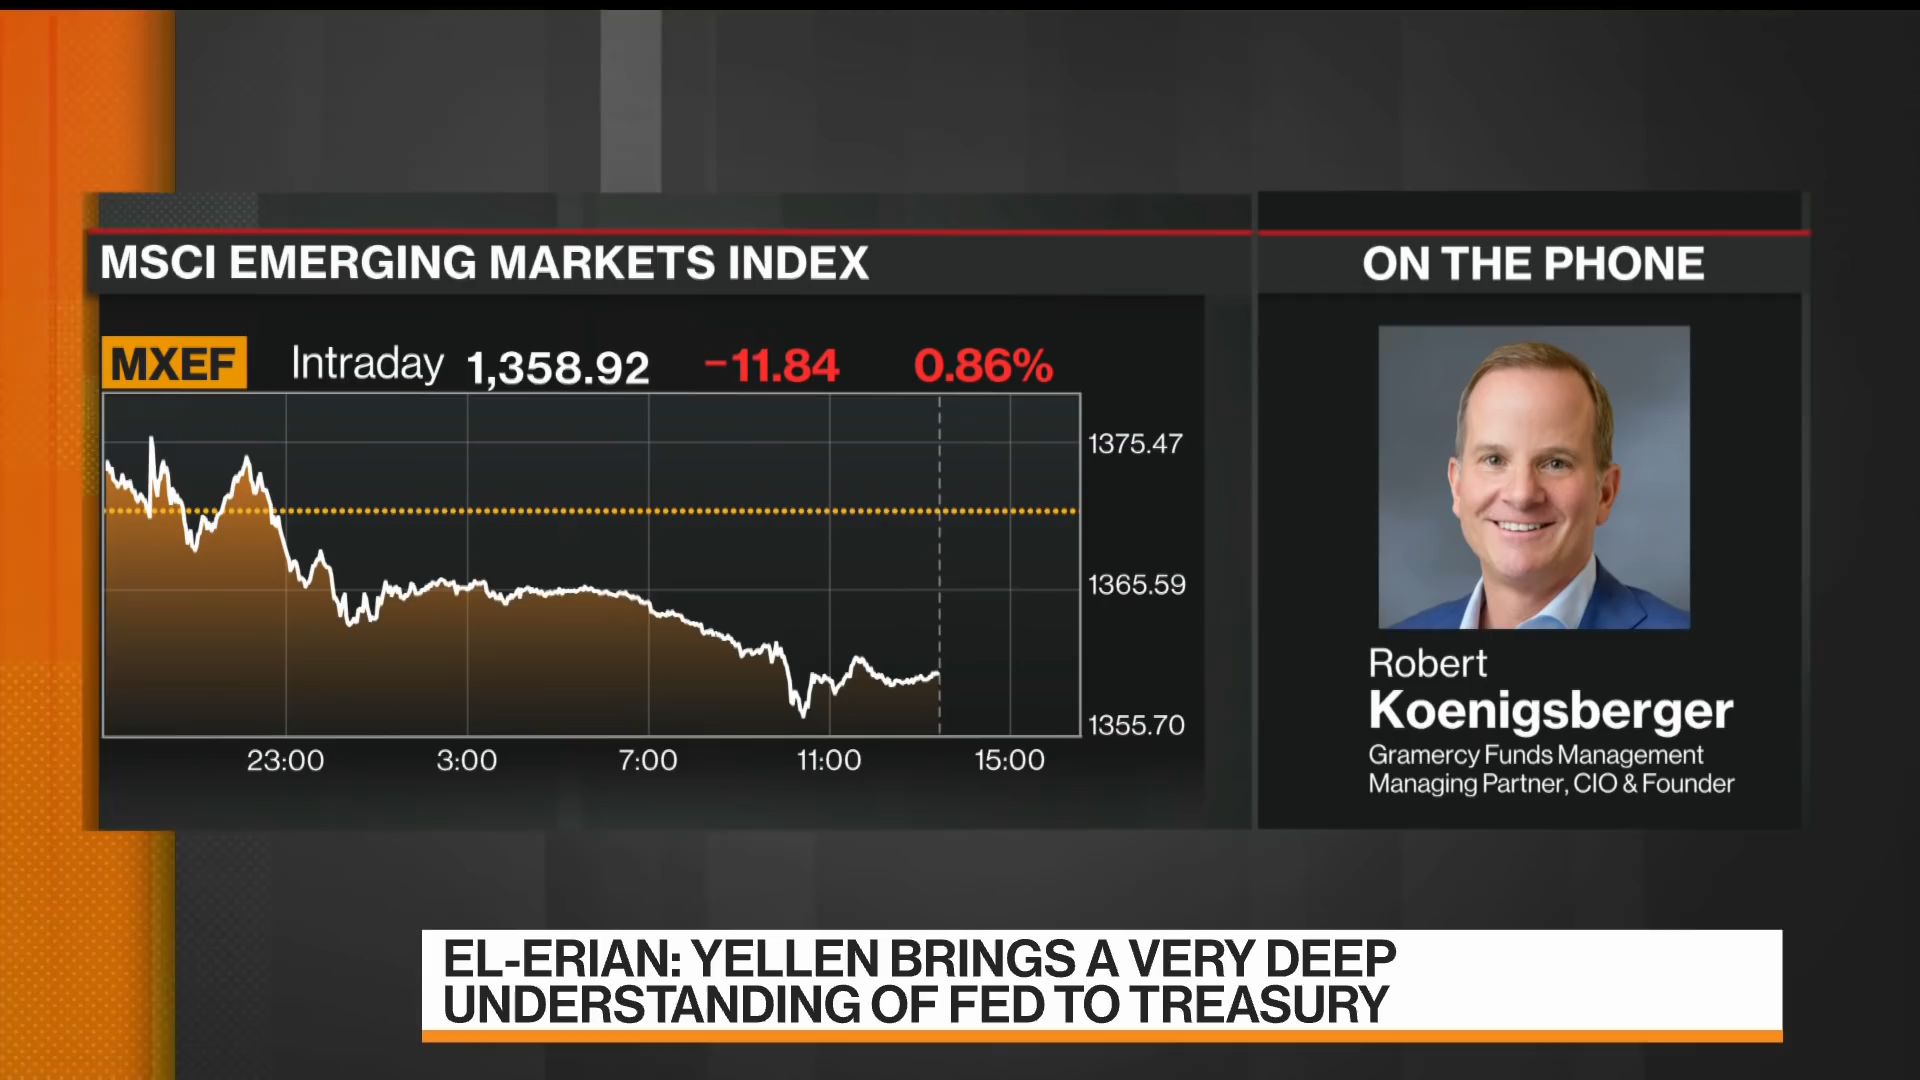 MSCI EMERGING MARKETS INDEX
MXEF Intraday 1,358.92 -11.84 0.86%
1375.47
1365.59
1355.70
23:00 3:00 7:00 11:00 15:00
ON THE PHONE
Robert
Koenigsberger
Gramercy Funds Management
Managing Partner, CIO & Founder
EL-ERIAN: YELLEN BRINGS A VERY DEEP
UNDERSTANDING OF FED TO TREASURY